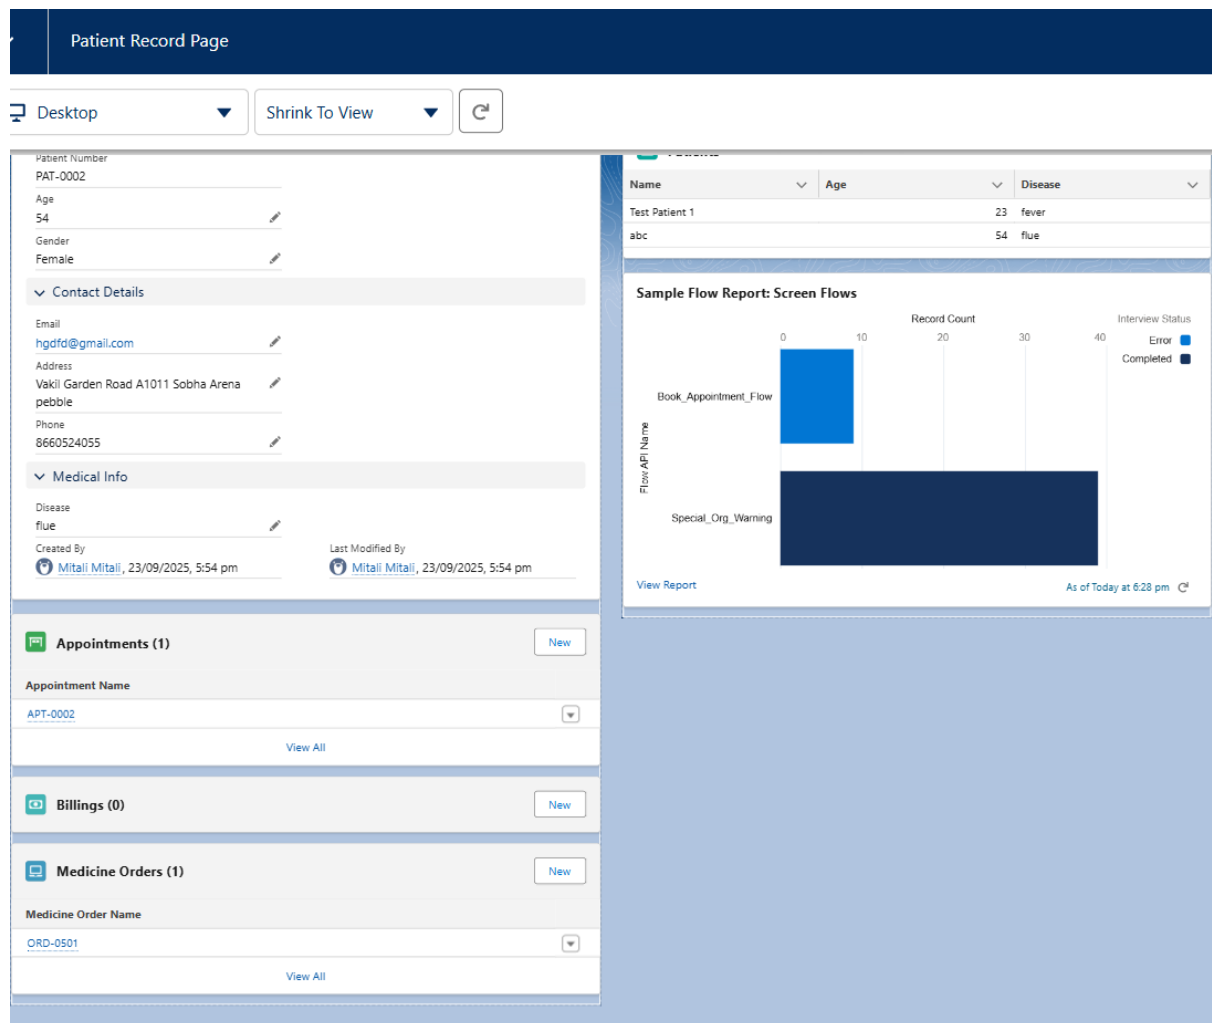 Patient Record Page
Desktop
Shrink To View
Patient Number
PAT-0002
Age
54
Gender
Female
Contact Details
Email
hgdfd@gmail.com
Address
Vakil Garden Road A1011 Sobha Arena
pebble
Phone
8660524055
Medical Info
Disease
flue
Created By
Mitali Mitali, 23/09/2025, 5:54 pm
Last Modified By
Mitali Mitali, 23/09/2025, 5:54 pm
Appointments (1)
New
Appointment Name
APT-0002
View All
Billings (0)
New
Medicine Orders (1)
New
Medicine Order Name
ORD-0501
View All
Name Age Disease
Test Patient 1 23 fever
abc 54 flue
Sample Flow Report: Screen Flows
Record Count
0 10 20 30 40
Interview Status
Error
Completed
Flow API Name
Book_Appointment_Flow
Special_Org_Warning
View Report
As of Today at 6:28 pm